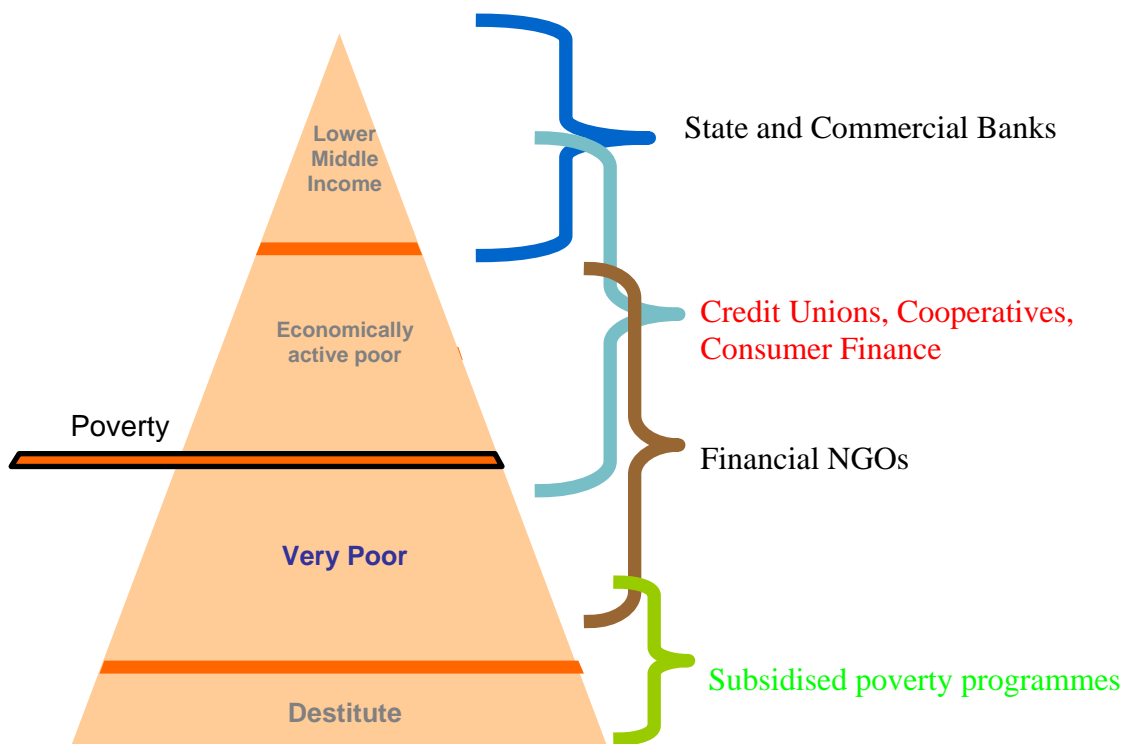 State and Commercial Banks
Lower
Middle
Income
Credit Unions, Cooperatives,
Consumer Finance
Economically
active poor
Poverty
Financial NGOs
Very Poor
Subsidised poverty programmes
Destitute